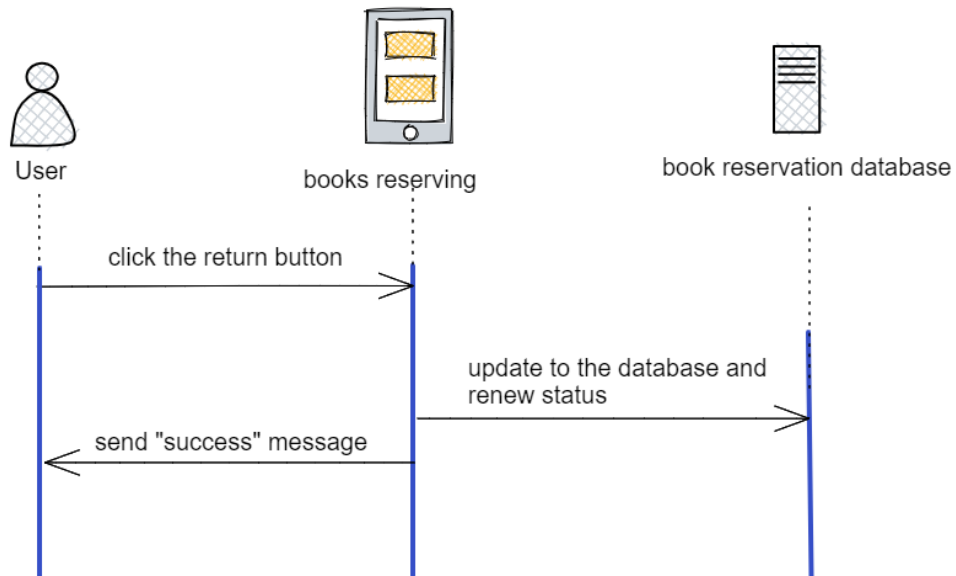 User
books reserving
book reservation database
click the return button
update to the database and
renew status
send "success" message